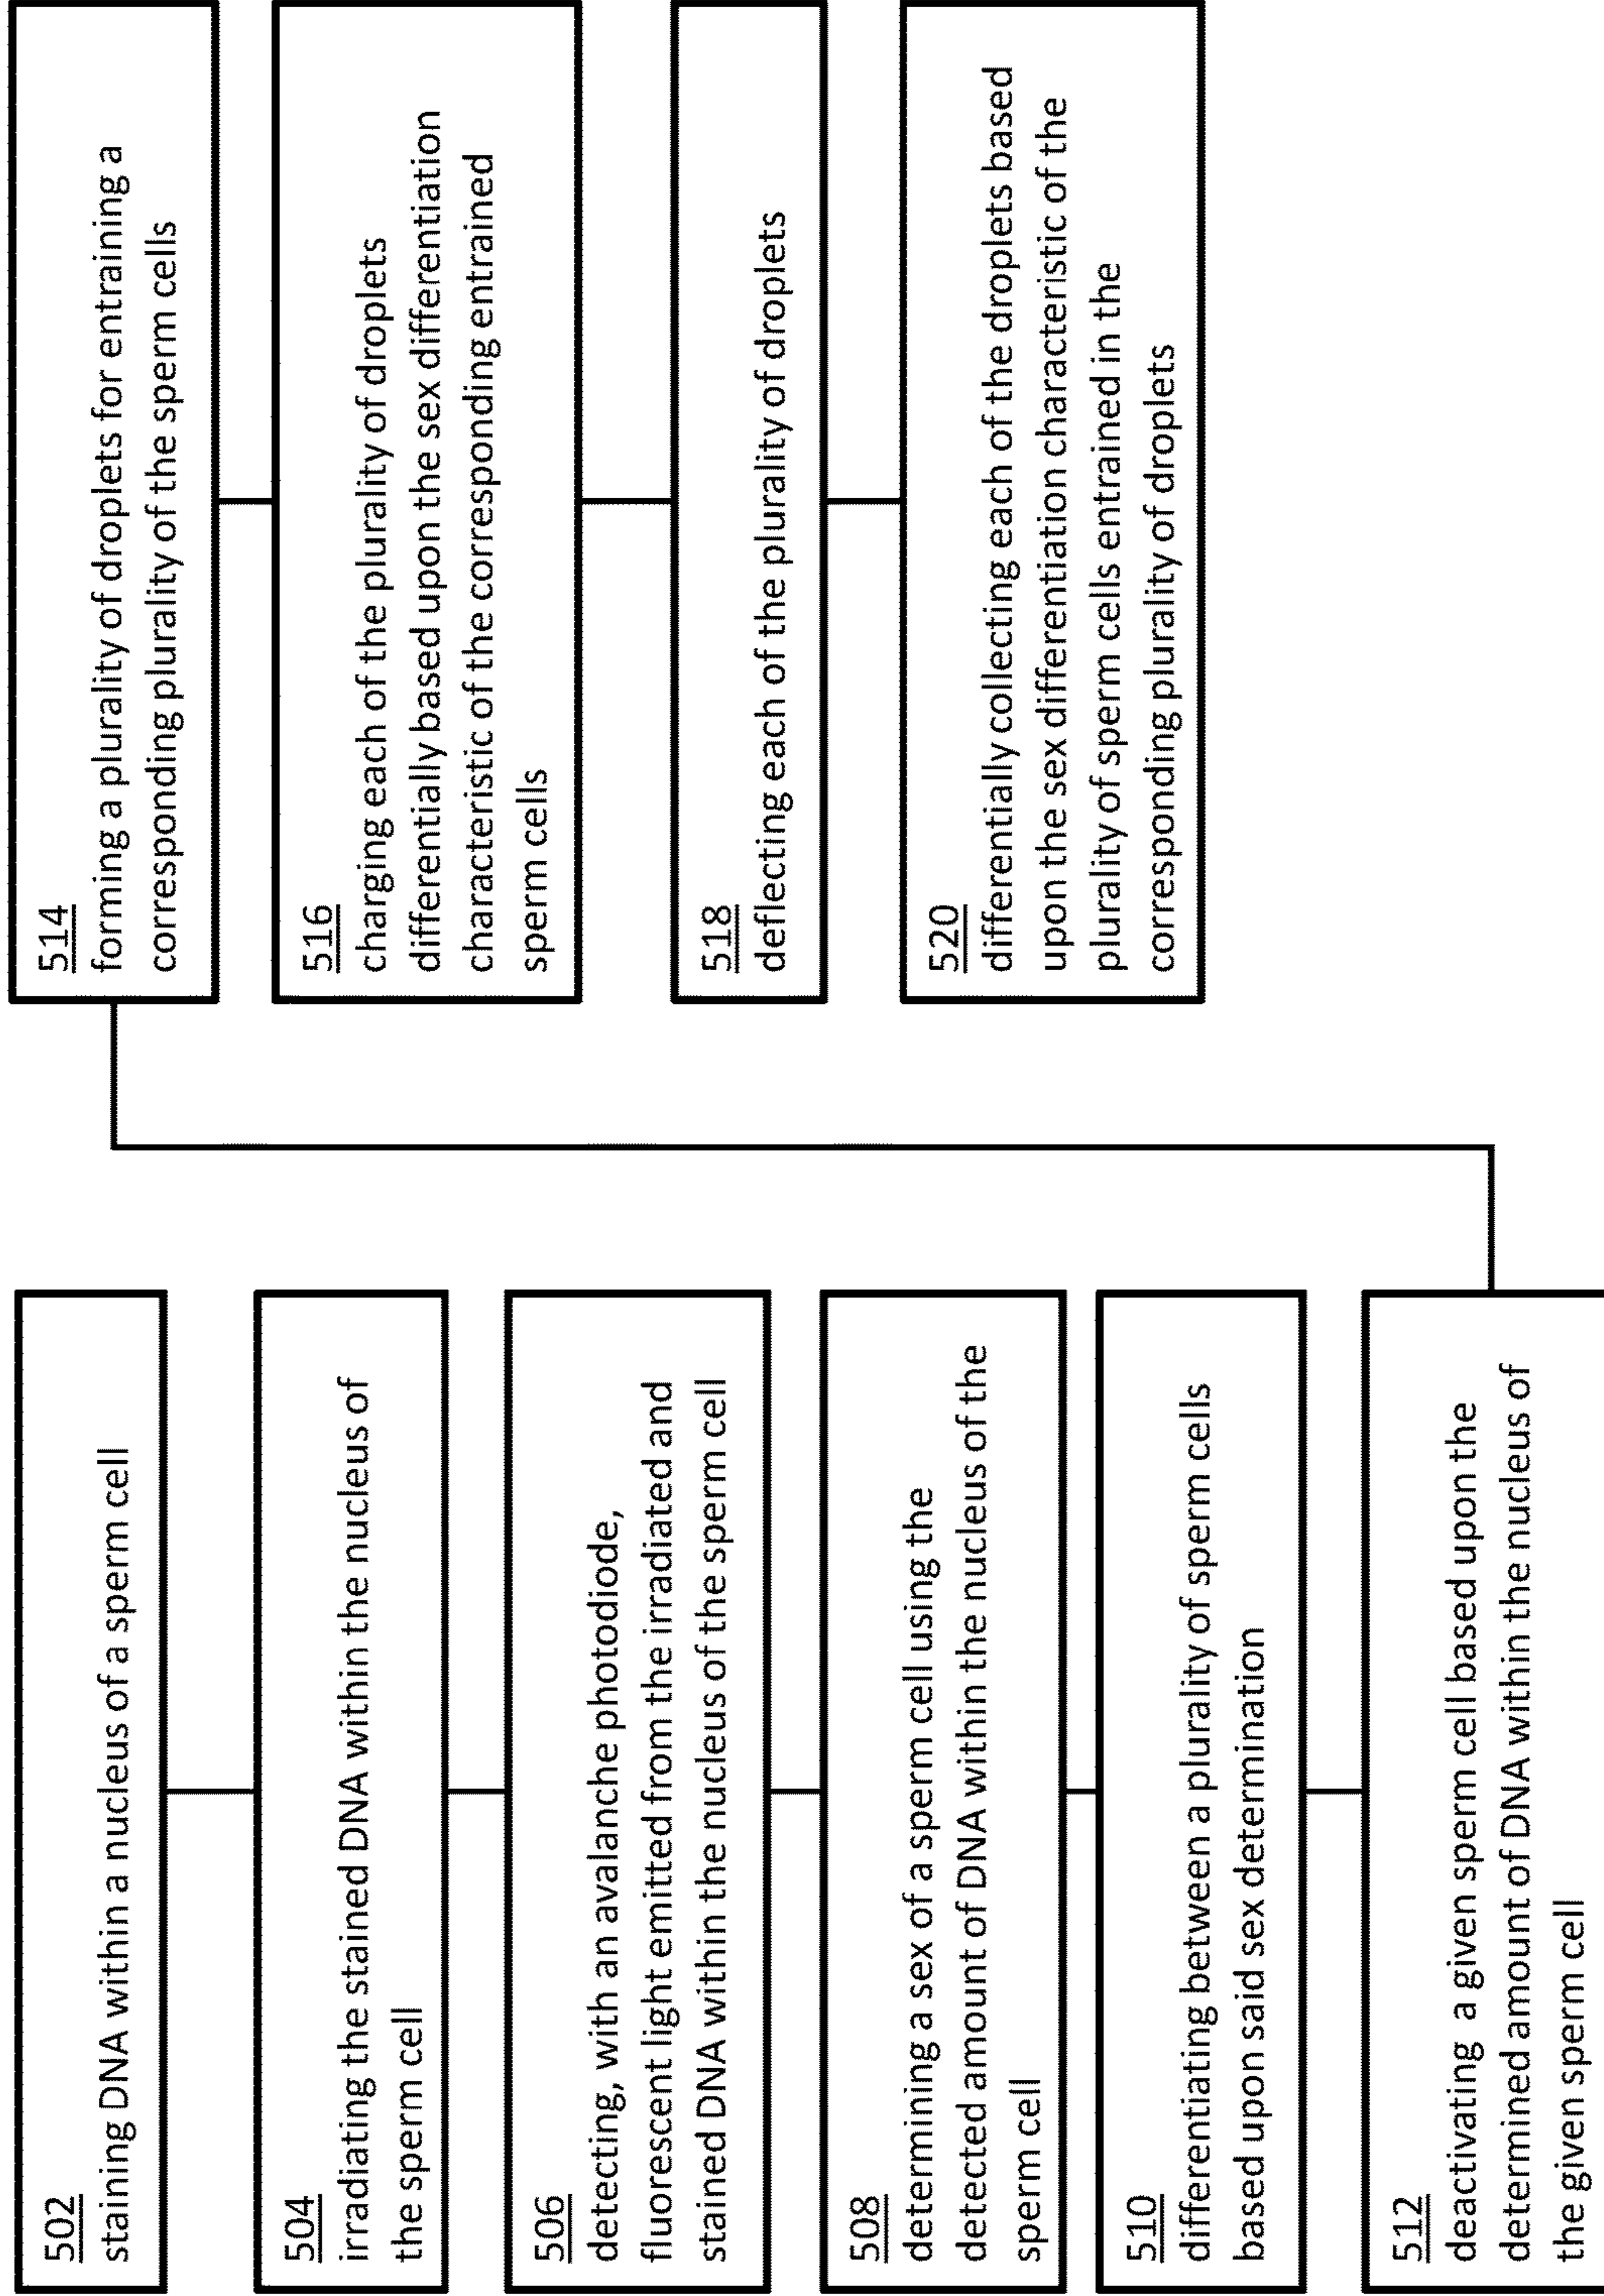 502
staining DNA within a nucleus of a sperm cell
504
irradiating the stained DNA within the nucleus of
the sperm cell
506
detecting, with an avalanche photodiode,
fluorescent light emitted from the irradiated and
stained DNA within the nucleus of the sperm cell
508
determining a sex of a sperm cell using the
detected amount of DNA within the nucleus of the
sperm cell
510
differentiating between a plurality of sperm cells
based upon said sex determination
512
deactivating a given sperm cell based upon the
determined amount of DNA within the nucleus of
the given sperm cell
514
forming a plurality of droplets for entraining a
corresponding plurality of the sperm cells
516
charging each of the plurality of droplets
differentially based upon the sex differentiation
characteristic of the corresponding entrained
sperm cells
518
deflecting each of the plurality of droplets
520
differentially collecting each of the droplets based
upon the sex differentiation characteristic of the
plurality of sperm cells entrained in the
corresponding plurality of droplets